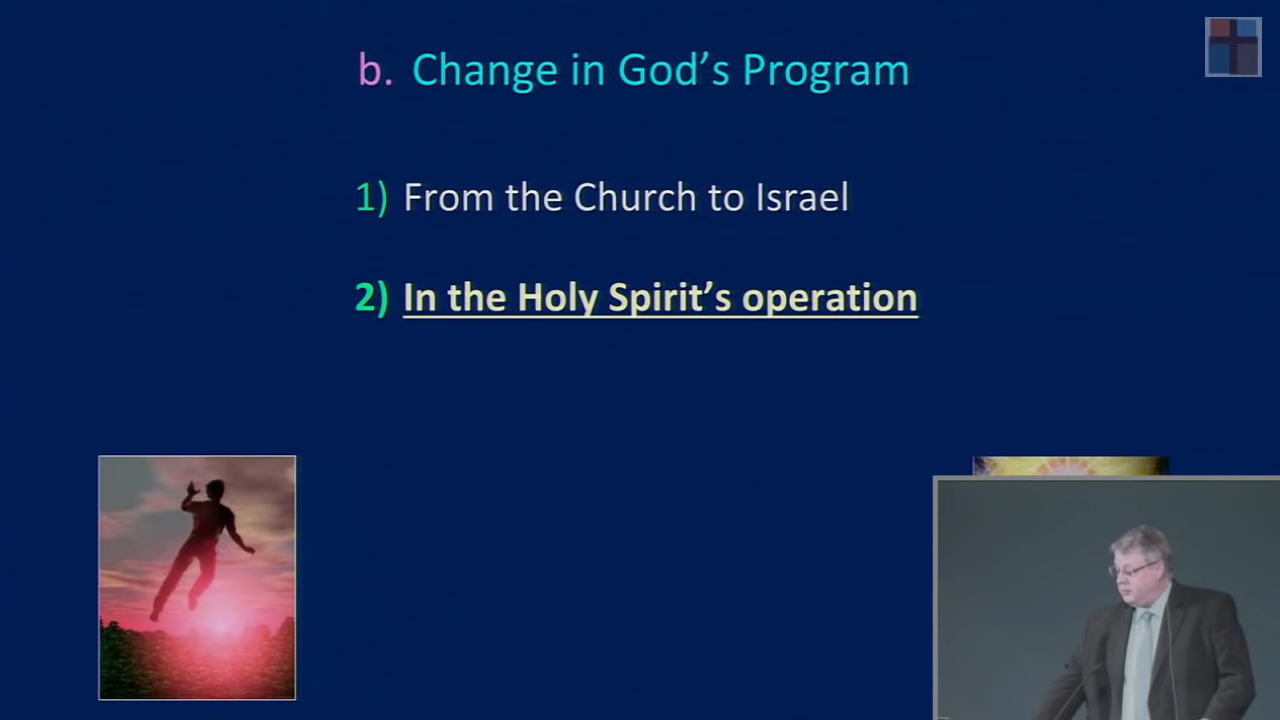 b. Change in God’s Program
1) From the Church to Israel
2) In the Holy Spirit’s operation